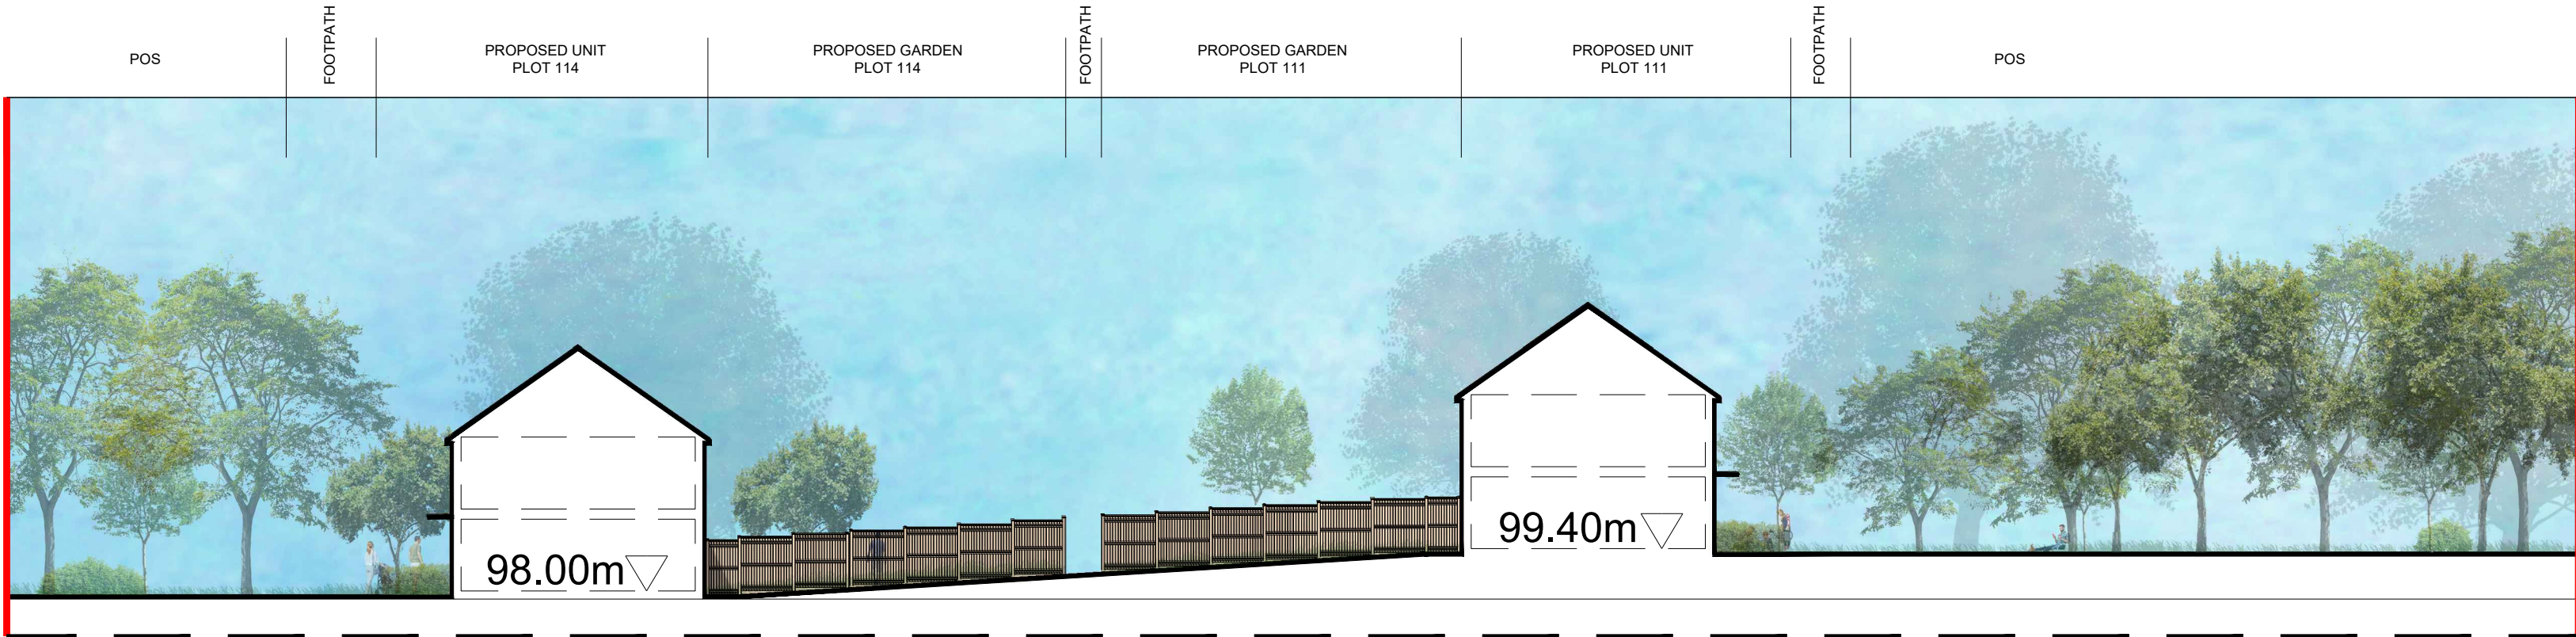 POS
FOOTPATH
PROPOSED UNIT
PLOT 114
PROPOSED GARDEN
PLOT 114
FOOTPATH
PROPOSED GARDEN
PLOT 111
PROPOSED UNIT
PLOT 111
FOOTPATH
POS
98.00m
99.40m